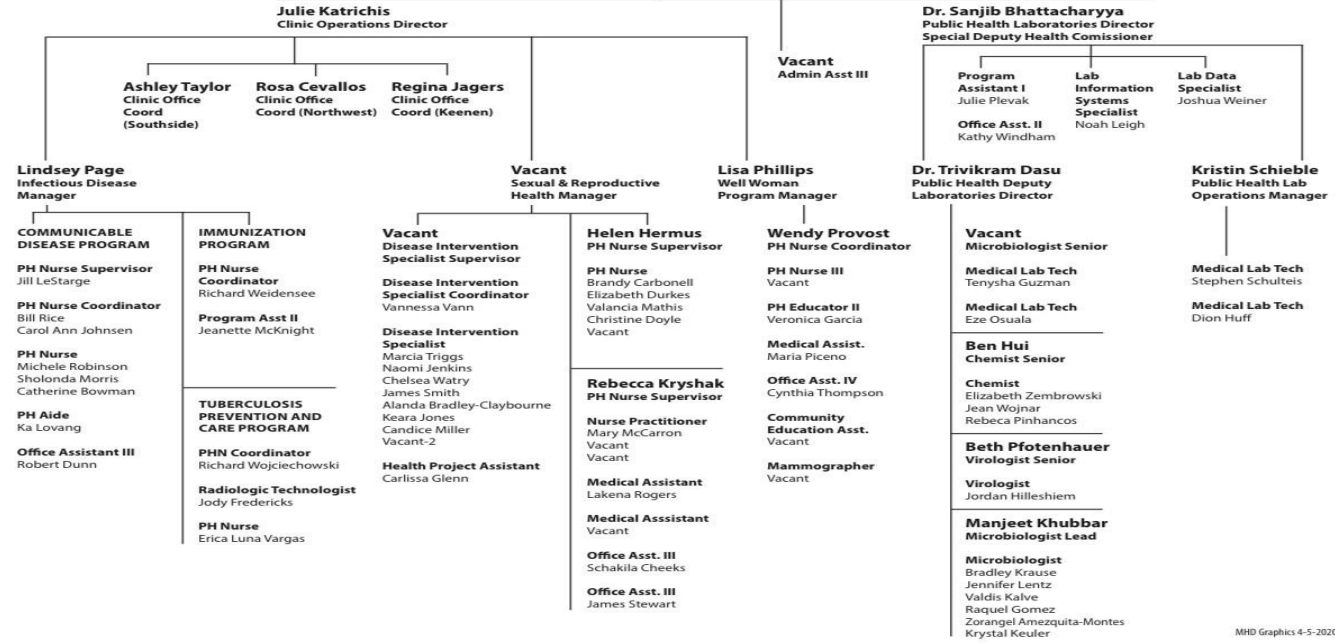 Julie Katrichis
Clinic Operations Director
Ashley Taylor
Clinic Office
Coord
(Southside)
Rosa Cevallos
Clinic Office
Coord (Northwest)
Regina Jagers
Clinic Office
Coord (Keenen)
Vacant
Admin Asst III
Dr. Sanjib Bhattacharyya
Public Health Laboratories Director
Special Deputy Health Comissioner
Program
Assistant I
Julie Plevak
Office Asst. II
Kathy Windham
Lab
Information
Systems
Specialist
Noah Leigh
Lab Data
Specialist
Joshua Weiner
Lindsey Page
Infectious Disease
Manager
COMMUNICABLE
DISEASE PROGRAM
PH Nurse Supervisor
Jill LeStarge
PH Nurse Coordinator
Bill Rice
Carol Ann Johnsen
PH Nurse
Michele Robinson
Sholonda Morris
Catherine Bowman
PH Aide
Ka Lovang
Office Assistant III
Robert Dunn
IMMUNIZATION
PROGRAM
PH Nurse
Coordinator
Richard Weidensee
Program Asst II
Jeanette McKnight
TUBERCULOSIS
PREVENTION AND
CARE PROGRAM
PHN Coordinator
Richard Wojciechowski
Radiologic Technologist
Jody Fredericks
PH Nurse
Erica Luna Vargas
Vacant
Sexual & Reproductive
Health Manager
Vacant
Disease Intervention
Specialist Supervisor
Disease Intervention
Specialist Coordinator
Vannessa Vann
Disease Intervention
Specialist
Marcia Triggs
Naomi Jenkins
Chelsea Watry
James Smith
Alanda Bradley-Claybourne
Keara Jones
Candice Miller
Vacant-2
Health Project Assistant
Carlissa Glenn
Helen Hermus
PH Nurse Supervisor
PH Nurse
Brandy Carbonell
Elizabeth Durkes
Valancia Mathis
Christine Doyle
Vacant
Rebecca Kryshak
PH Nurse Supervisor
Nurse Practitioner
Mary McCarron
Vacant
Vacant
Medical Assistant
Lakena Rogers
Medical Asssistant
Vacant
Office Asst. III
Schakila Cheeks
Office Asst. III
James Stewart
Lisa Phillips
Well Woman
Program Manager
Wendy Provost
PH Nurse Coordinator
PH Nurse III
Vacant
PH Educator II
Veronica Garcia
Medical Assist.
Maria Piceno
Office Asst. IV
Cynthia Thompson
Community
Education Asst.
Vacant
Mammographer
Vacant
Dr. Trivikram Dasu
Public Health Deputy
Laboratories Director
Vacant
Microbiologist Senior
Medical Lab Tech
Tenysha Guzman
Medical Lab Tech
Eze Osuala
Ben Hui
Chemist Senior
Chemist
Elizabeth Zembrowski
Jean Wojnar
Rebeca Pinhancos
Beth Pfotenhauer
Virologist Senior
Virologist
Jordan Hilleshiem
Manjeet Khubbar
Microbiologist Lead
Microbiologist
Bradley Krause
Jennifer Lentz
Valdis Kalve
Raquel Gomez
Zorangel Amezquita-Montes
Krystal Keuler
Kristin Schieble
Public Health Lab
Operations Manager
Medical Lab Tech
Stephen Schulteis
Medical Lab Tech
Dion Huff
MHD Graphics 4-5-2020